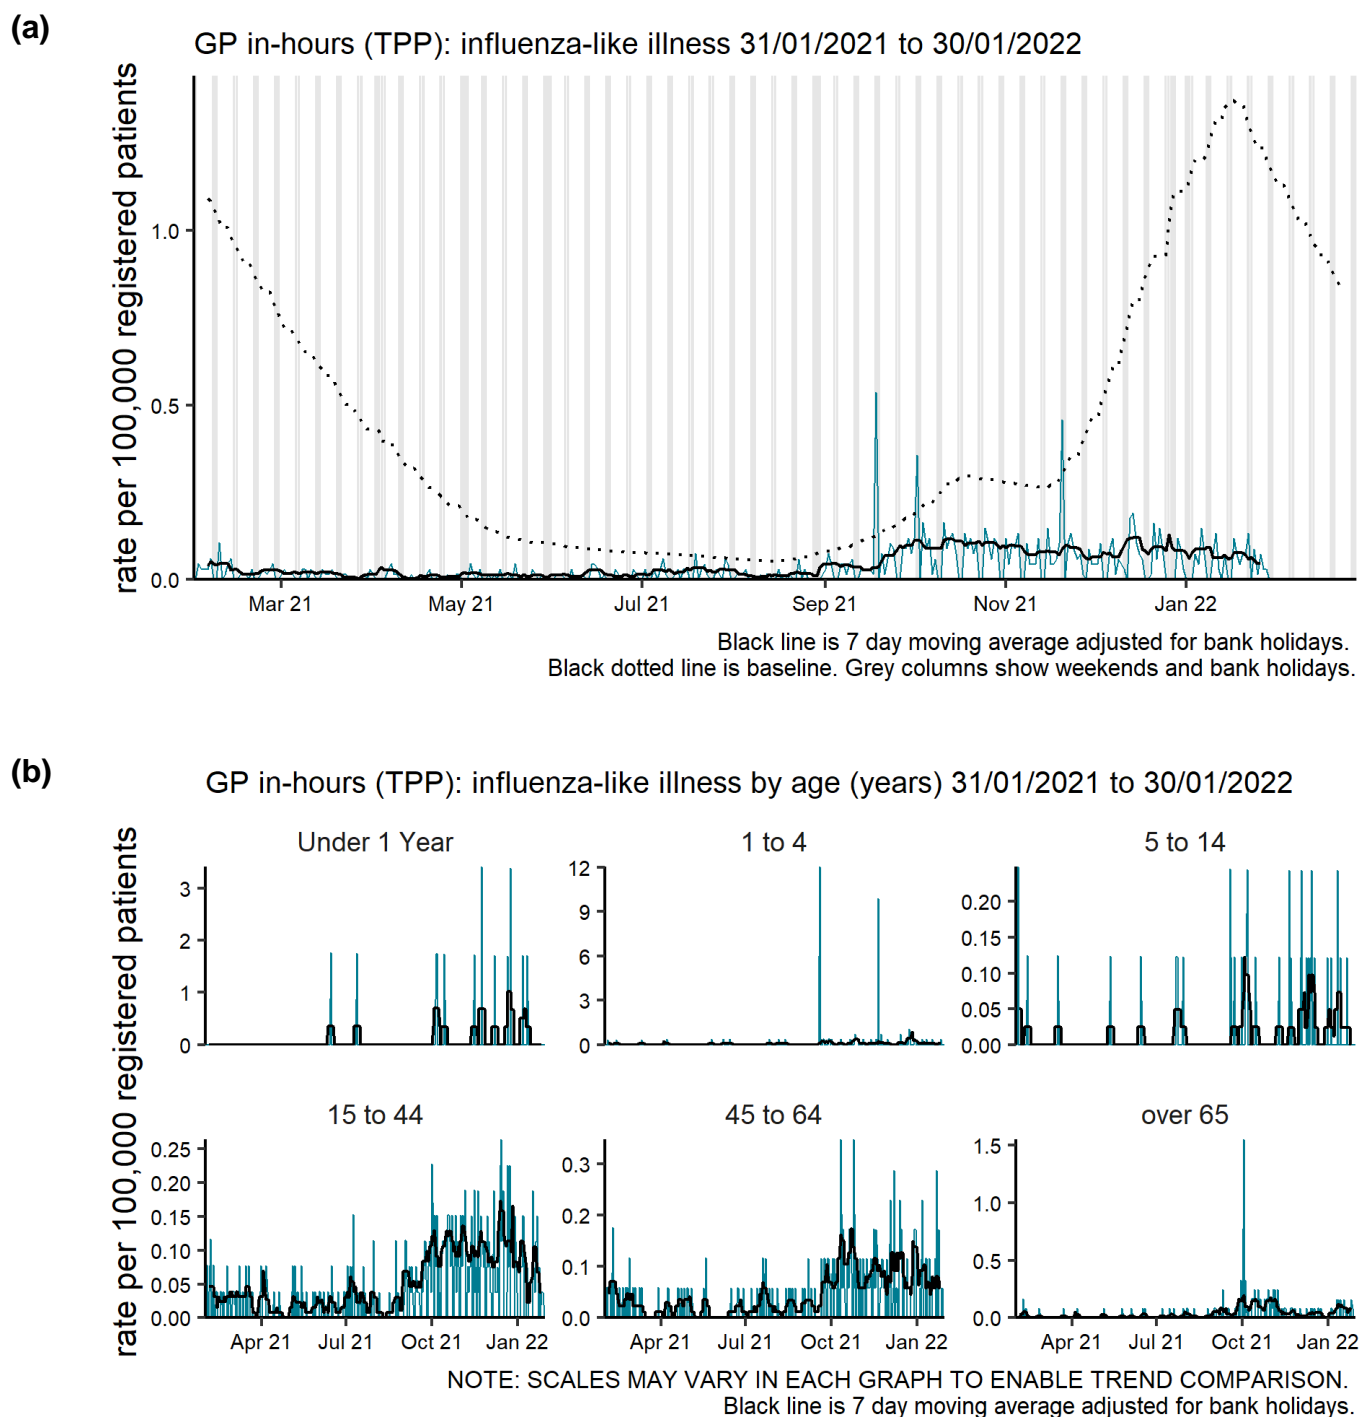 (a)
GP in-hours (TPP): influenza-like illness 31/01/2021 to 30/01/2022
rate per 100,000 registered patients
1.0
0.5
0.0
Mar 21 May 21 Jul 21 Sep 21 Nov 21 Jan 22
Black line is 7 day moving average adjusted for bank holidays.
Black dotted line is baseline. Grey columns show weekends and bank holidays.
(b)
GP in-hours (TPP): influenza-like illness by age (years) 31/01/2021 to 30/01/2022
rate per 100,000 registered patients
Under 1 Year
3
2
1
0
1 to 4
12
9
6
3
0
5 to 14
0.20
0.15
0.10
0.05
0.00
15 to 44
0.25
0.20
0.15
0.10
0.05
0.00
Apr 21 Jul 21 Oct 21 Jan 22
45 to 64
0.3
0.2
0.1
0.0
Apr 21 Jul 21 Oct 21 Jan 22
over 65
1.5
1.0
0.5
0.0
Apr 21 Jul 21 Oct 21 Jan 22
NOTE: SCALES MAY VARY IN EACH GRAPH TO ENABLE TREND COMPARISON.
Black line is 7 day moving average adjusted for bank holidays.